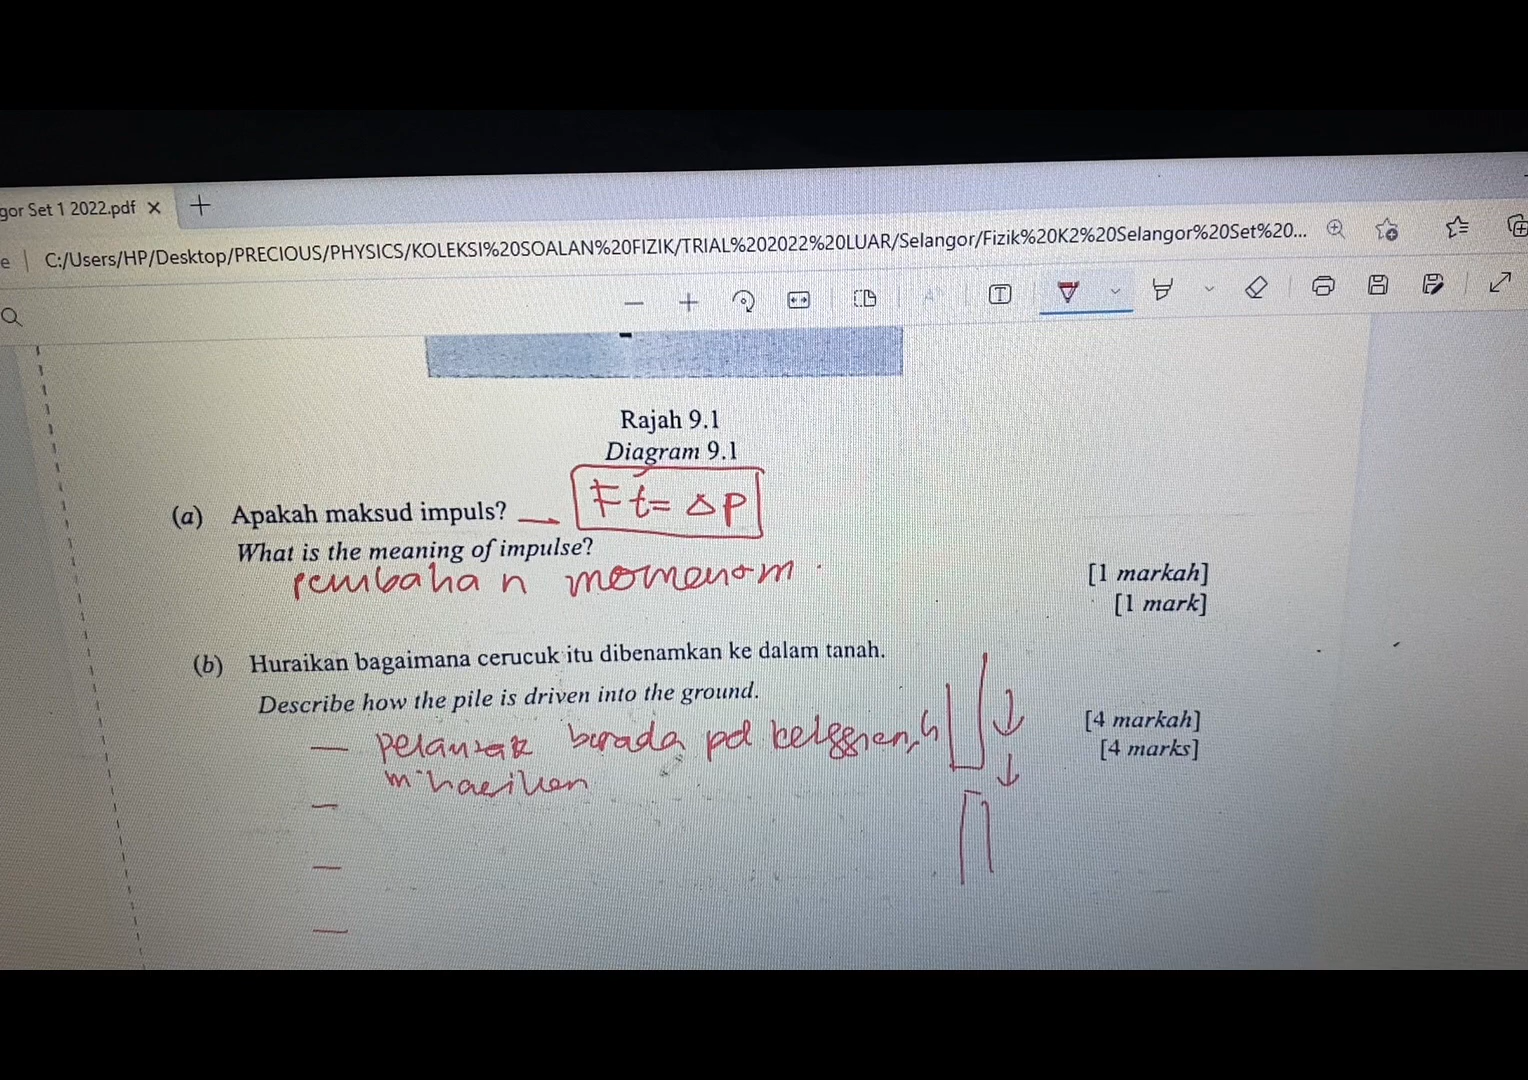 gor Set 1 2022.pdf
C:/Users/HP/Desktop/PRECIOUS/PHYSICS/KOLEKSI%20SOALAN%20FIZIK/TRIAL%202022%20LUAR/Selangor/Fizik%20K2%20Selangor%20Set%20...
Rajah 9.1
Diagram 9.1
(a) Apakah maksud impuls? Ft = Δp
What is the meaning of impulse?
[1 markah]
[1 mark]
(b) Huraikan bagaimana cerucuk itu dibenamkan ke dalam tanah.
Describe how the pile is driven into the ground.
[4 markah]
[4 marks]
pelantak berada pd